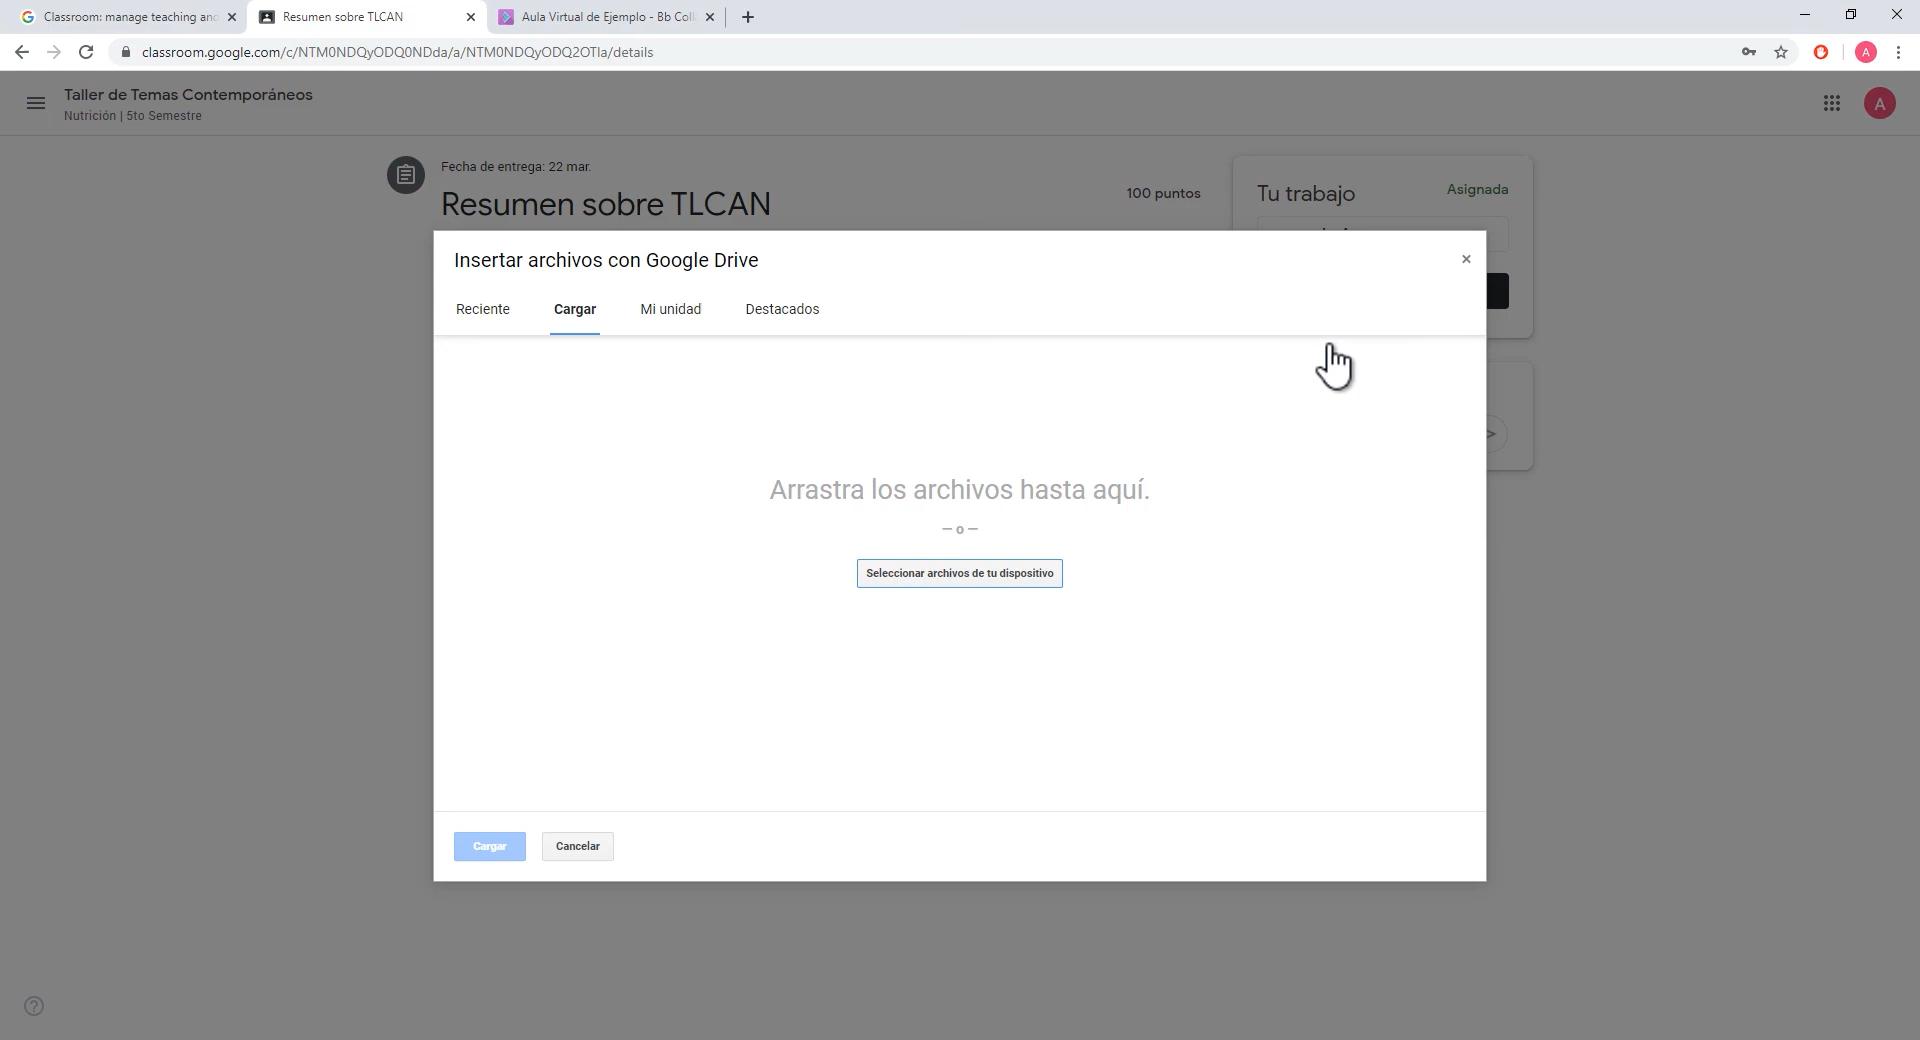 Classroom: manage teaching an
Resumen sobre TLCAN
Aula Virtual de Ejemplo - Bb Coll
classroom.google.com/c/NTM0NDQyODQ0NDda/a/NTM0NDQyODQ2OTIa/details
A
Taller de Temas Contemporáneos
Nutrición | 5to Semestre
A
Fecha de entrega: 22 mar.
Resumen sobre TLCAN
100 puntos
Tu trabajo
Asignada
Insertar archivos con Google Drive
Reciente
Cargar
Mi unidad
Destacados
Arrastra los archivos hasta aquí.
— o —
Seleccionar archivos de tu dispositivo
Cargar
Cancelar